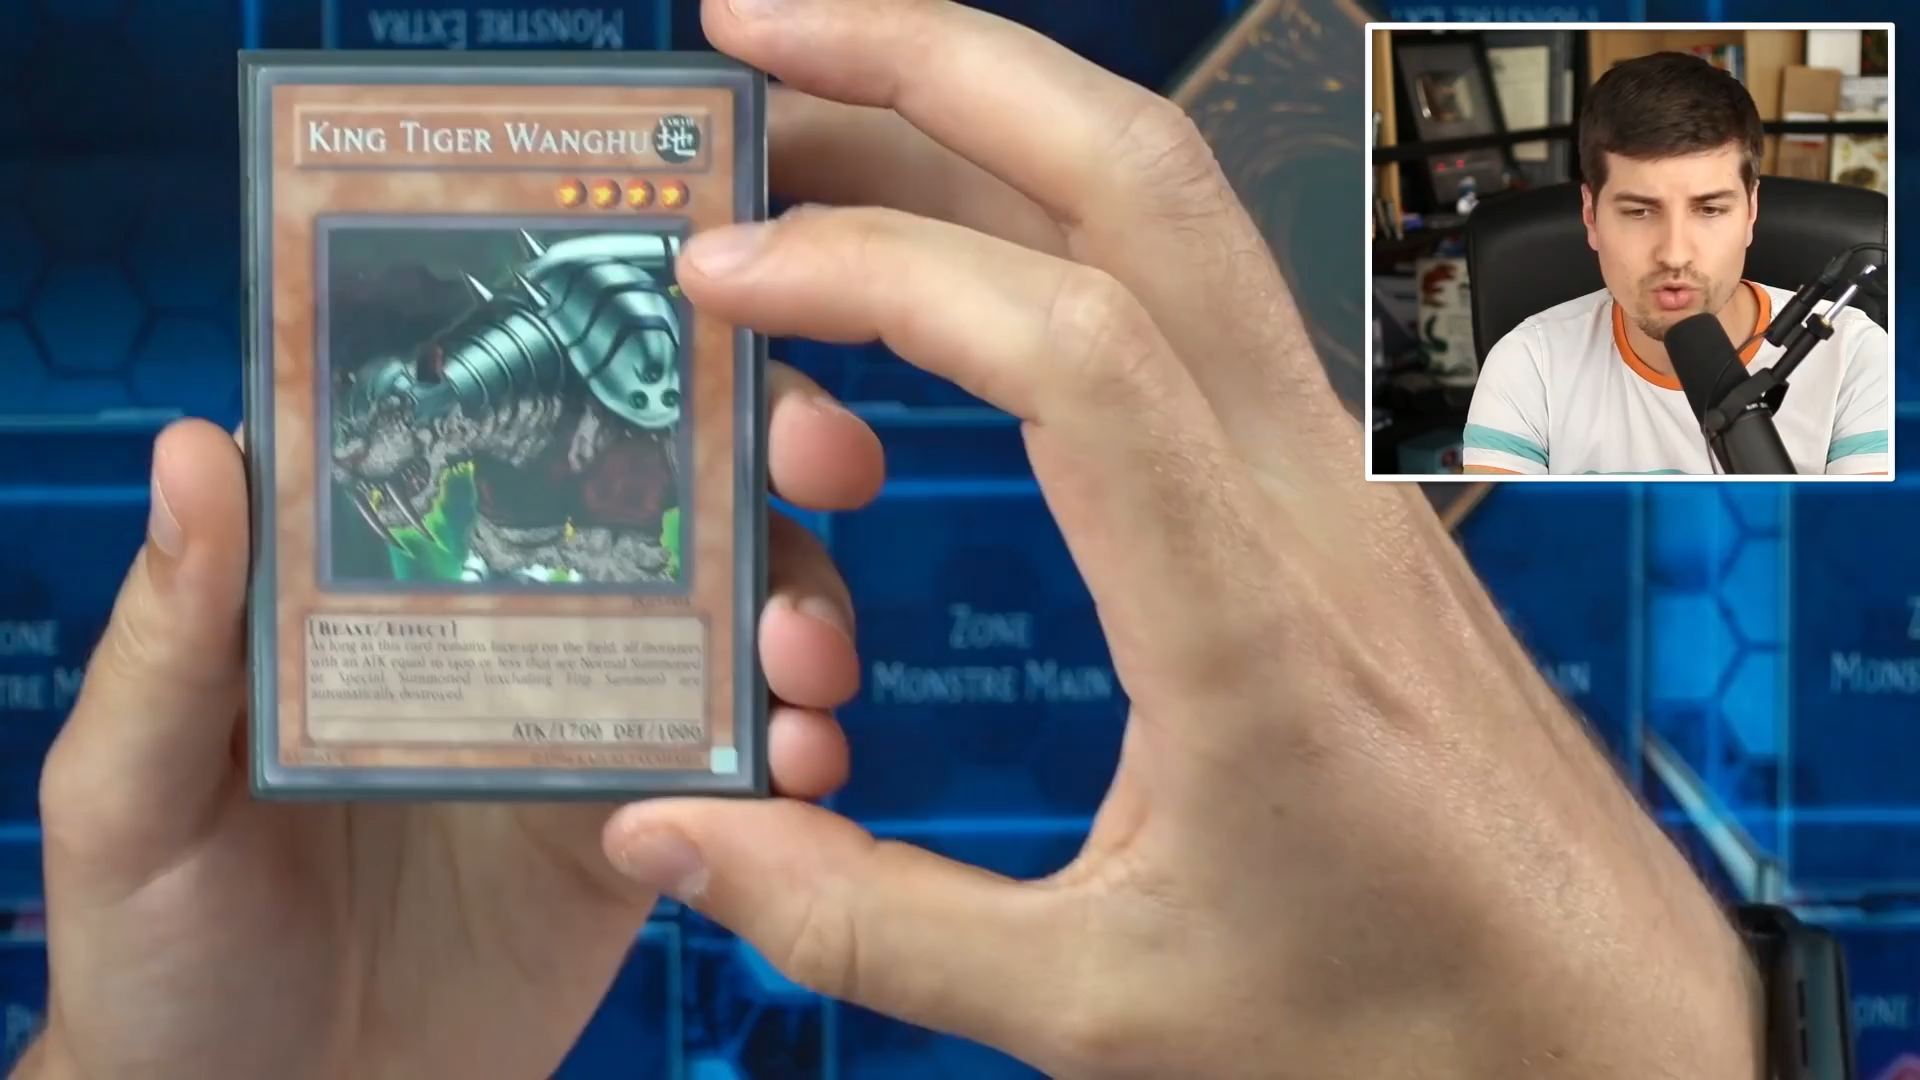 MONSTRE EXTRA
KING TIGER WANGHU
地
[BEAST/EFFECT]
As long as this card remains face-up on the field, all monsters
with an ATK equal to 1400 or less that are Normal Summoned
or Special Summoned (excluding Flip Summon) are
automatically destroyed.
ATK/1700 DEF/1000
ZONE
MONSTRE MAIN